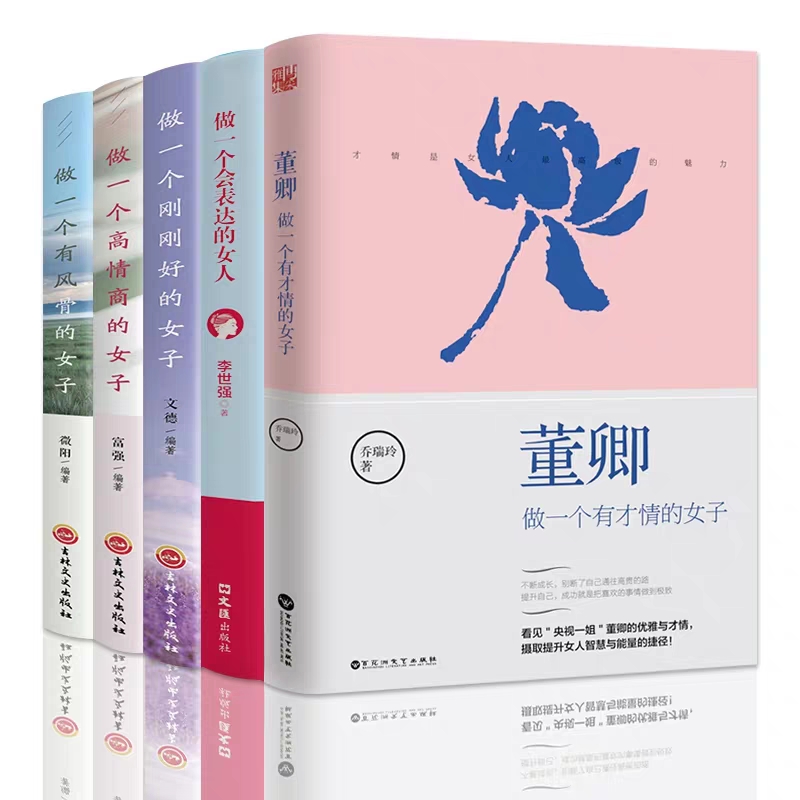 做一个有风骨的女子
微阳/编著
吉林文史出版社
做一个高情商的女子
富强/编著
吉林文史出版社
做一个刚刚好的女子
文德/编著
吉林文史出版社
做一个会表达的女人
李世强 著
文汇出版社
董卿
做一个有才情的女子
乔瑞玲
著
才情是女人最高级的魅力
乔瑞玲
著
董卿
做一个有才情的女子
不断成长，别断了自己通往高贵的路
提升自己，成功就是把喜欢的事情做到极致
看见“央视一姐”董卿的优雅与才情，
摄取提升女人智慧与能量的捷径！
百花洲文艺出版社